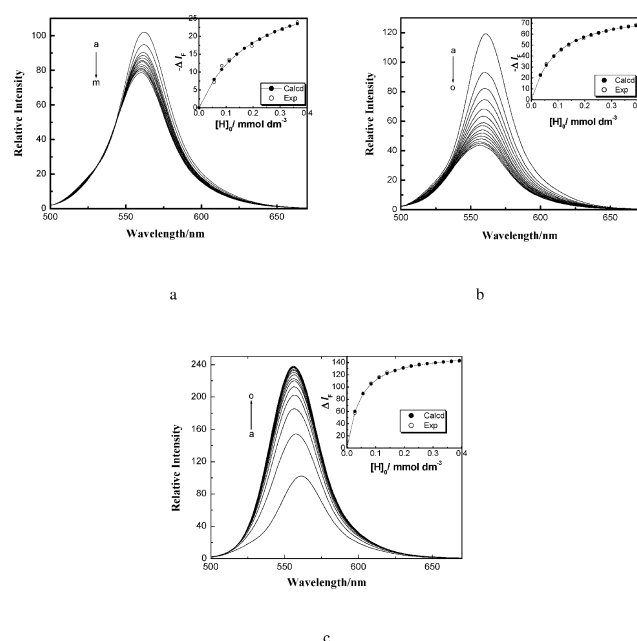 100
80
60
40
20
0
500
550
600
650
Relative Intensity
Wavelength/nm
a
m
25
20
15
10
5
0
0.0
0.1
0.2
0.3
0.4
-Δ I_F
[H]₀/ mmol dm⁻³
Calcd
Exp
a
120
100
80
60
40
20
0
500
550
600
650
Relative Intensity
Wavelength/nm
a
o
70
60
50
40
30
20
10
0
0.0
0.1
0.2
0.3
0.4
-Δ I_F
[H]₀/ mmol dm⁻³
Calcd
Exp
b
240
200
160
120
80
40
0
500
550
600
650
Relative Intensity
Wavelength/nm
o
a
140
120
100
80
60
40
20
0
0.0
0.1
0.2
0.3
0.4
Δ I_F
[H]₀/ mmol dm⁻³
Calcd
Exp
c